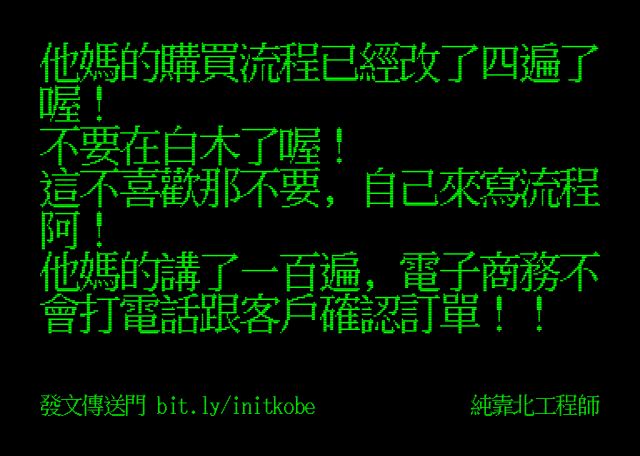 他媽的購買流程已經改了四遍了
喔！
不要在白木了喔！
這不喜歡那不要，自己來寫流程
阿！
他媽的講了一百遍，電子商務不
會打電話跟客戶確認訂單！！
發文傳送門 bit.ly/initkobe
純靠北工程師